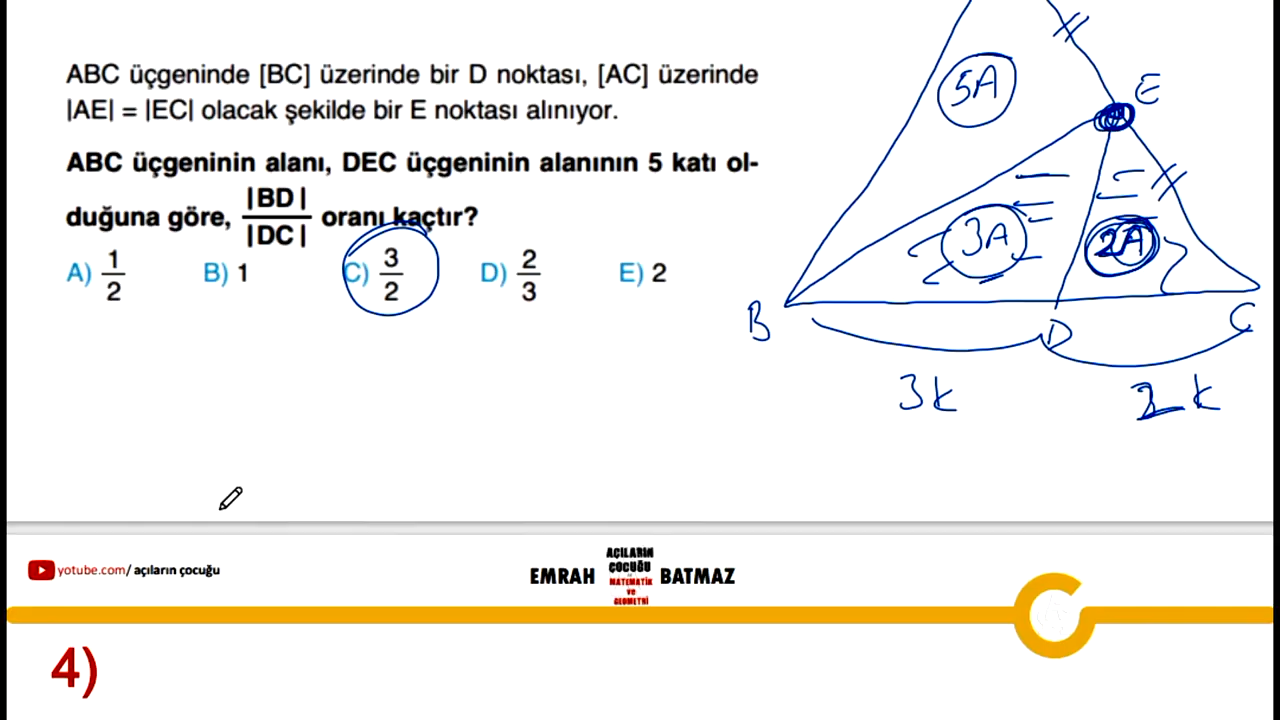 ABC üçgeninde [BC] üzerinde bir D noktası, [AC] üzerinde
|AE| = |EC| olacak şekilde bir E noktası alınıyor.
ABC üçgeninin alanı, DEC üçgeninin alanının 5 katı ol-
duğuna göre, |BD| / |DC| oranı kaçtır?
A) 1/2 B) 1 C) 3/2 D) 2/3 E) 2
5A
E
3A
2A
B
D
C
3k
2k
yotube.com/ açıların çocuğu
EMRAH
AÇILARIN
ÇOCUĞU
MATEMATİK
ve
GEOMETRİ
BATMAZ
4)